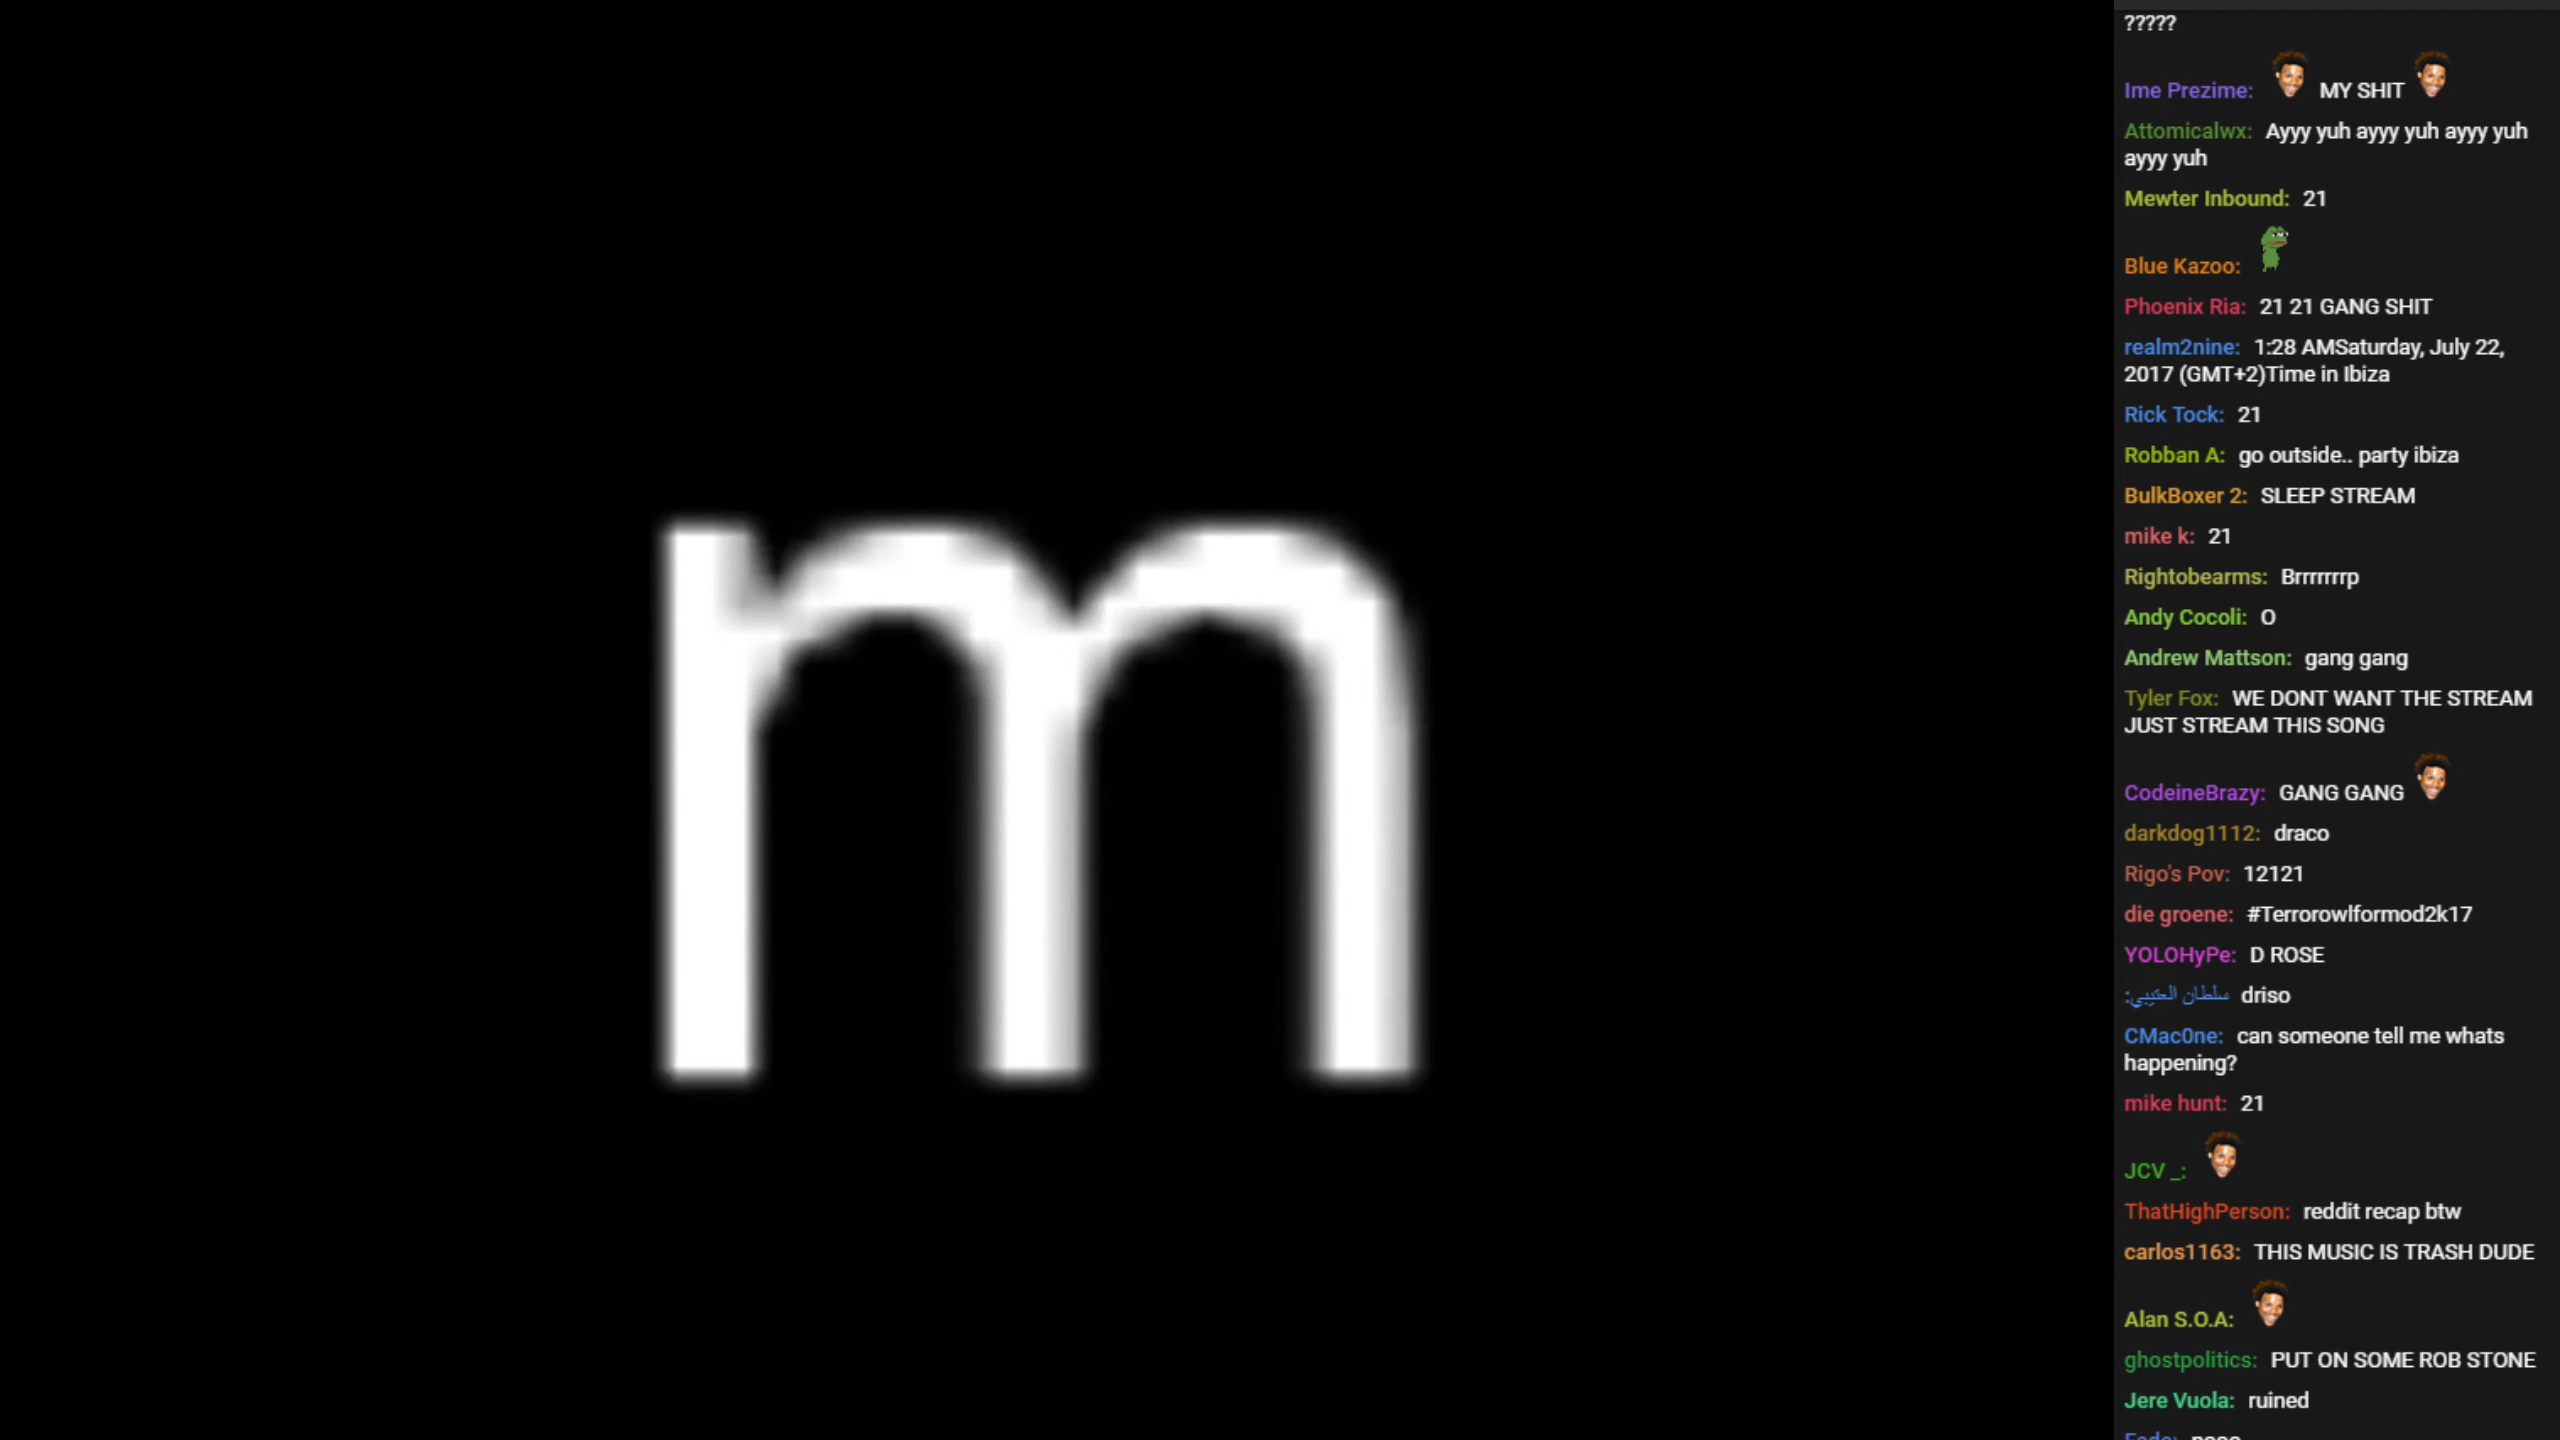 m
?????
Ime Prezime: MY SHIT
Attomicalwx: Ayyy yuh ayyy yuh ayyy yuh
ayyy yuh
Mewter Inbound: 21
Blue Kazoo:
Phoenix Ria: 21 21 GANG SHIT
realm2nine: 1:28 AMSaturday, July 22,
2017 (GMT+2)Time in Ibiza
Rick Tock: 21
Robban A: go outside.. party ibiza
BulkBoxer 2: SLEEP STREAM
mike k: 21
Rightobearms: Brrrrrrrp
Andy Cocoli: O
Andrew Mattson: gang gang
Tyler Fox: WE DONT WANT THE STREAM
JUST STREAM THIS SONG
CodeineBrazy: GANG GANG
darkdog1112: draco
Rigo's Pov: 12121
die groene: #Terrorowlformod2k17
YOLOHyPe: D ROSE
سلطان العتيبي: driso
CMac0ne: can someone tell me whats
happening?
mike hunt: 21
JCV _:
ThatHighPerson: reddit recap btw
carlos1163: THIS MUSIC IS TRASH DUDE
Alan S.O.A:
ghostpolitics: PUT ON SOME ROB STONE
Jere Vuola: ruined